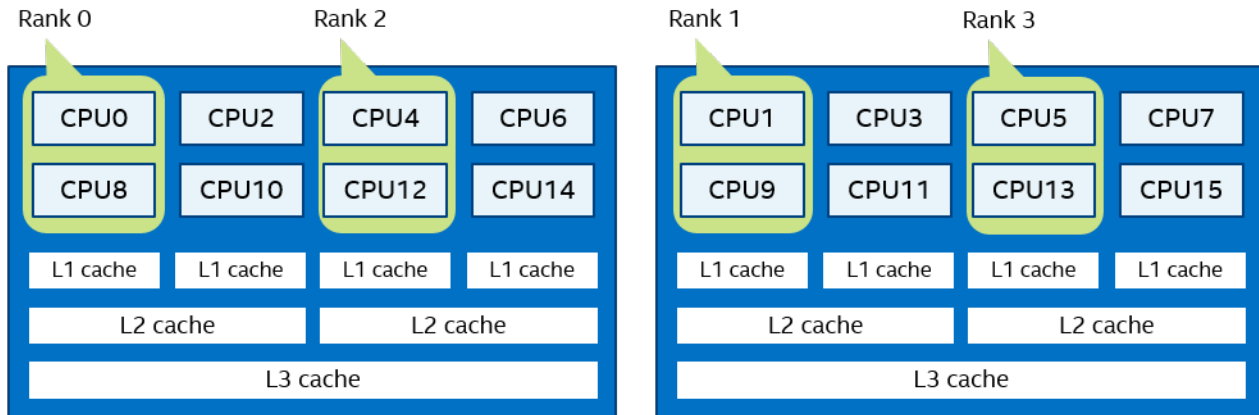 Rank 0 Rank 2 Rank 1 Rank 3
CPU0 CPU2 CPU4 CPU6 CPU1 CPU3 CPU5 CPU7
CPU8 CPU10 CPU12 CPU14 CPU9 CPU11 CPU13 CPU15
L1 cache L1 cache L1 cache L1 cache L1 cache L1 cache L1 cache L1 cache
L2 cache L2 cache L2 cache L2 cache
L3 cache L3 cache